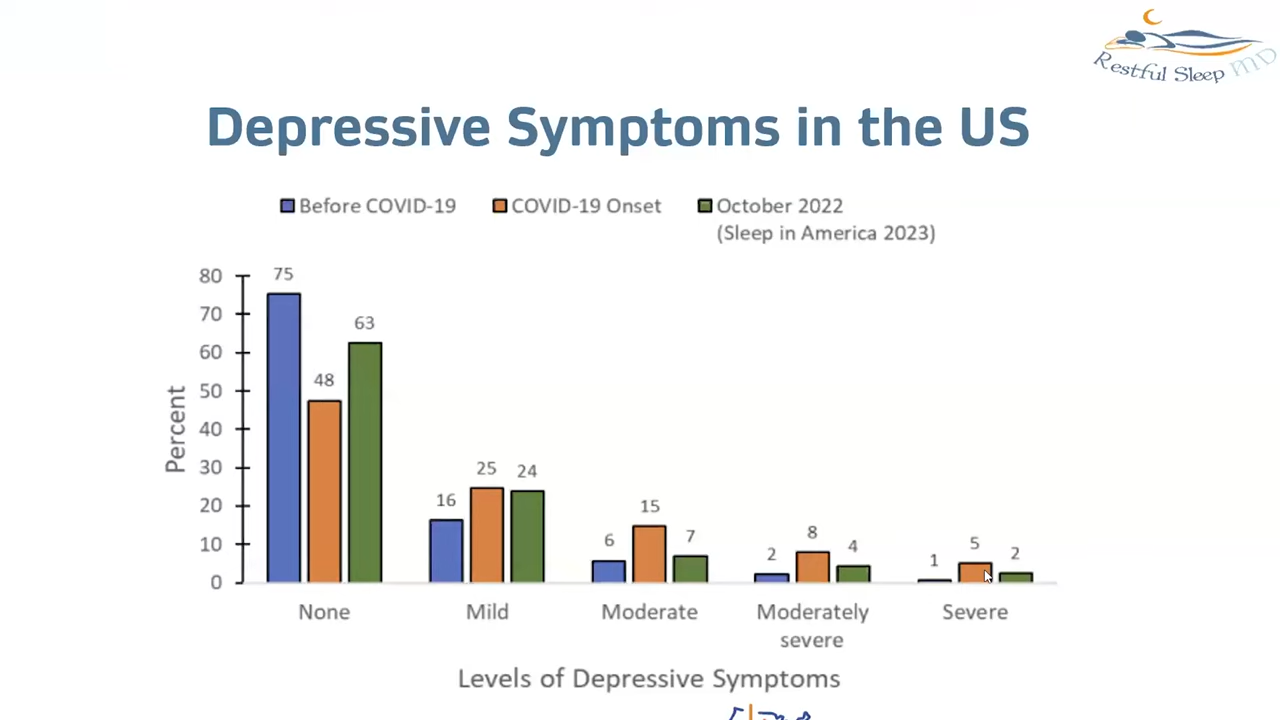 Restful Sleep MD
Depressive Symptoms in the US
Before COVID-19 COVID-19 Onset October 2022
(Sleep in America 2023)
80
70
60
50
40
30
20
10
0
Percent
75 48 63
16 25 24
6 15 7
2 8 4
1 5 2
None Mild Moderate Moderately Severe
severe
Levels of Depressive Symptoms